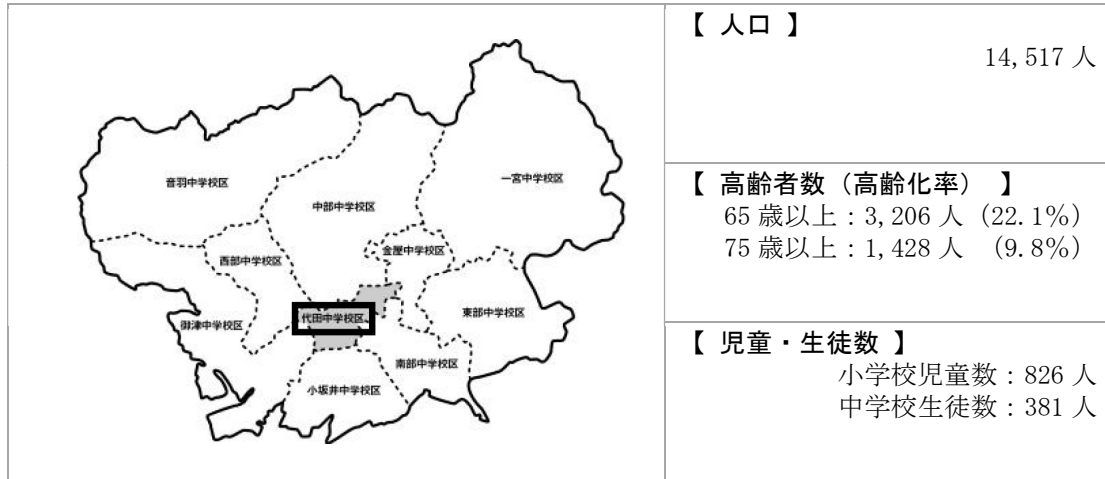 音羽中学校区
一宮中学校区
中部中学校区
金屋中学校区
西部中学校区
代田中学校区
東部中学校区
御津中学校区
南部中学校区
小坂井中学校区
【 人口 】
14,517 人
【 高齢者数（高齢化率） 】
65 歳以上：3,206 人（22.1%）
75 歳以上：1,428 人 （9.8%）
【 児童・生徒数 】
小学校児童数：826 人
中学校生徒数：381 人